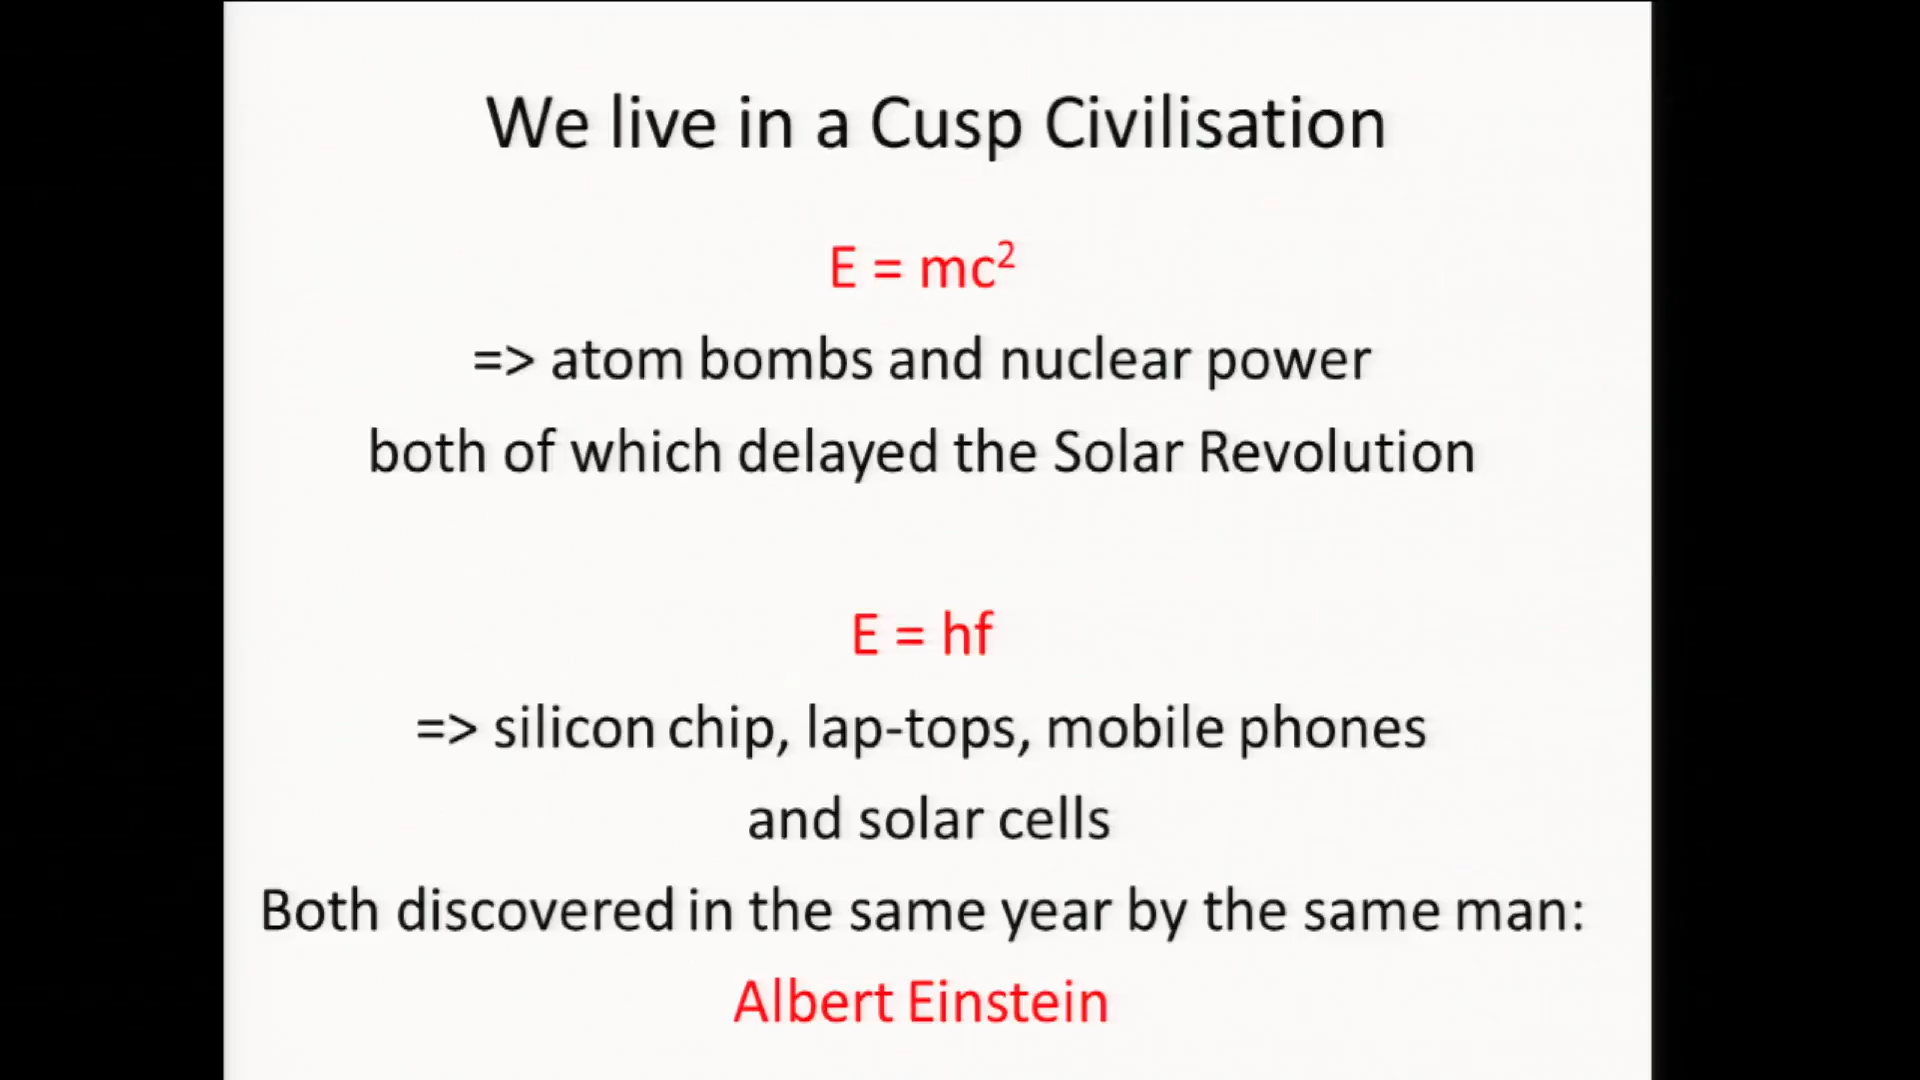 We live in a Cusp Civilisation
E = mc²
=> atom bombs and nuclear power
both of which delayed the Solar Revolution
E = hf
=> silicon chip, lap-tops, mobile phones
and solar cells
Both discovered in the same year by the same man:
Albert Einstein